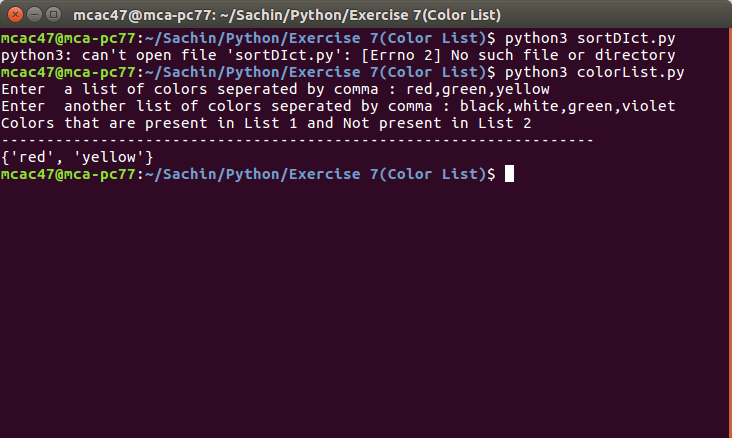 mcac47@mca-pc77: ~/Sachin/Python/Exercise 7(Color List)
mcac47@mca-pc77:~/Sachin/Python/Exercise 7(Color List)$ python3 sortDIct.py
python3: can't open file 'sortDIct.py': [Errno 2] No such file or directory
mcac47@mca-pc77:~/Sachin/Python/Exercise 7(Color List)$ python3 colorList.py
Enter  a list of colors seperated by comma : red,green,yellow
Enter  another list of colors seperated by comma : black,white,green,violet
Colors that are present in List 1 and Not present in List 2
------------------------------------------------------------------
{'red', 'yellow'}
mcac47@mca-pc77:~/Sachin/Python/Exercise 7(Color List)$